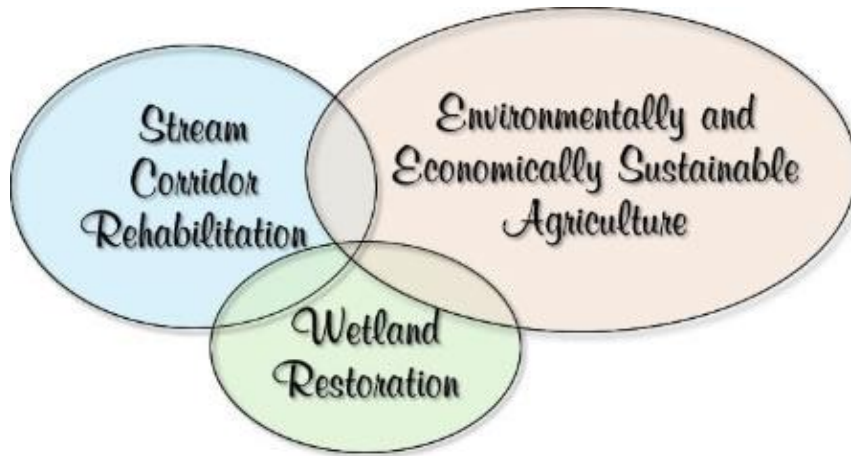 Stream
Corridor
Rehabilitation
Environmentally and
Economically Sustainable
Agriculture
Wetland
Restoration